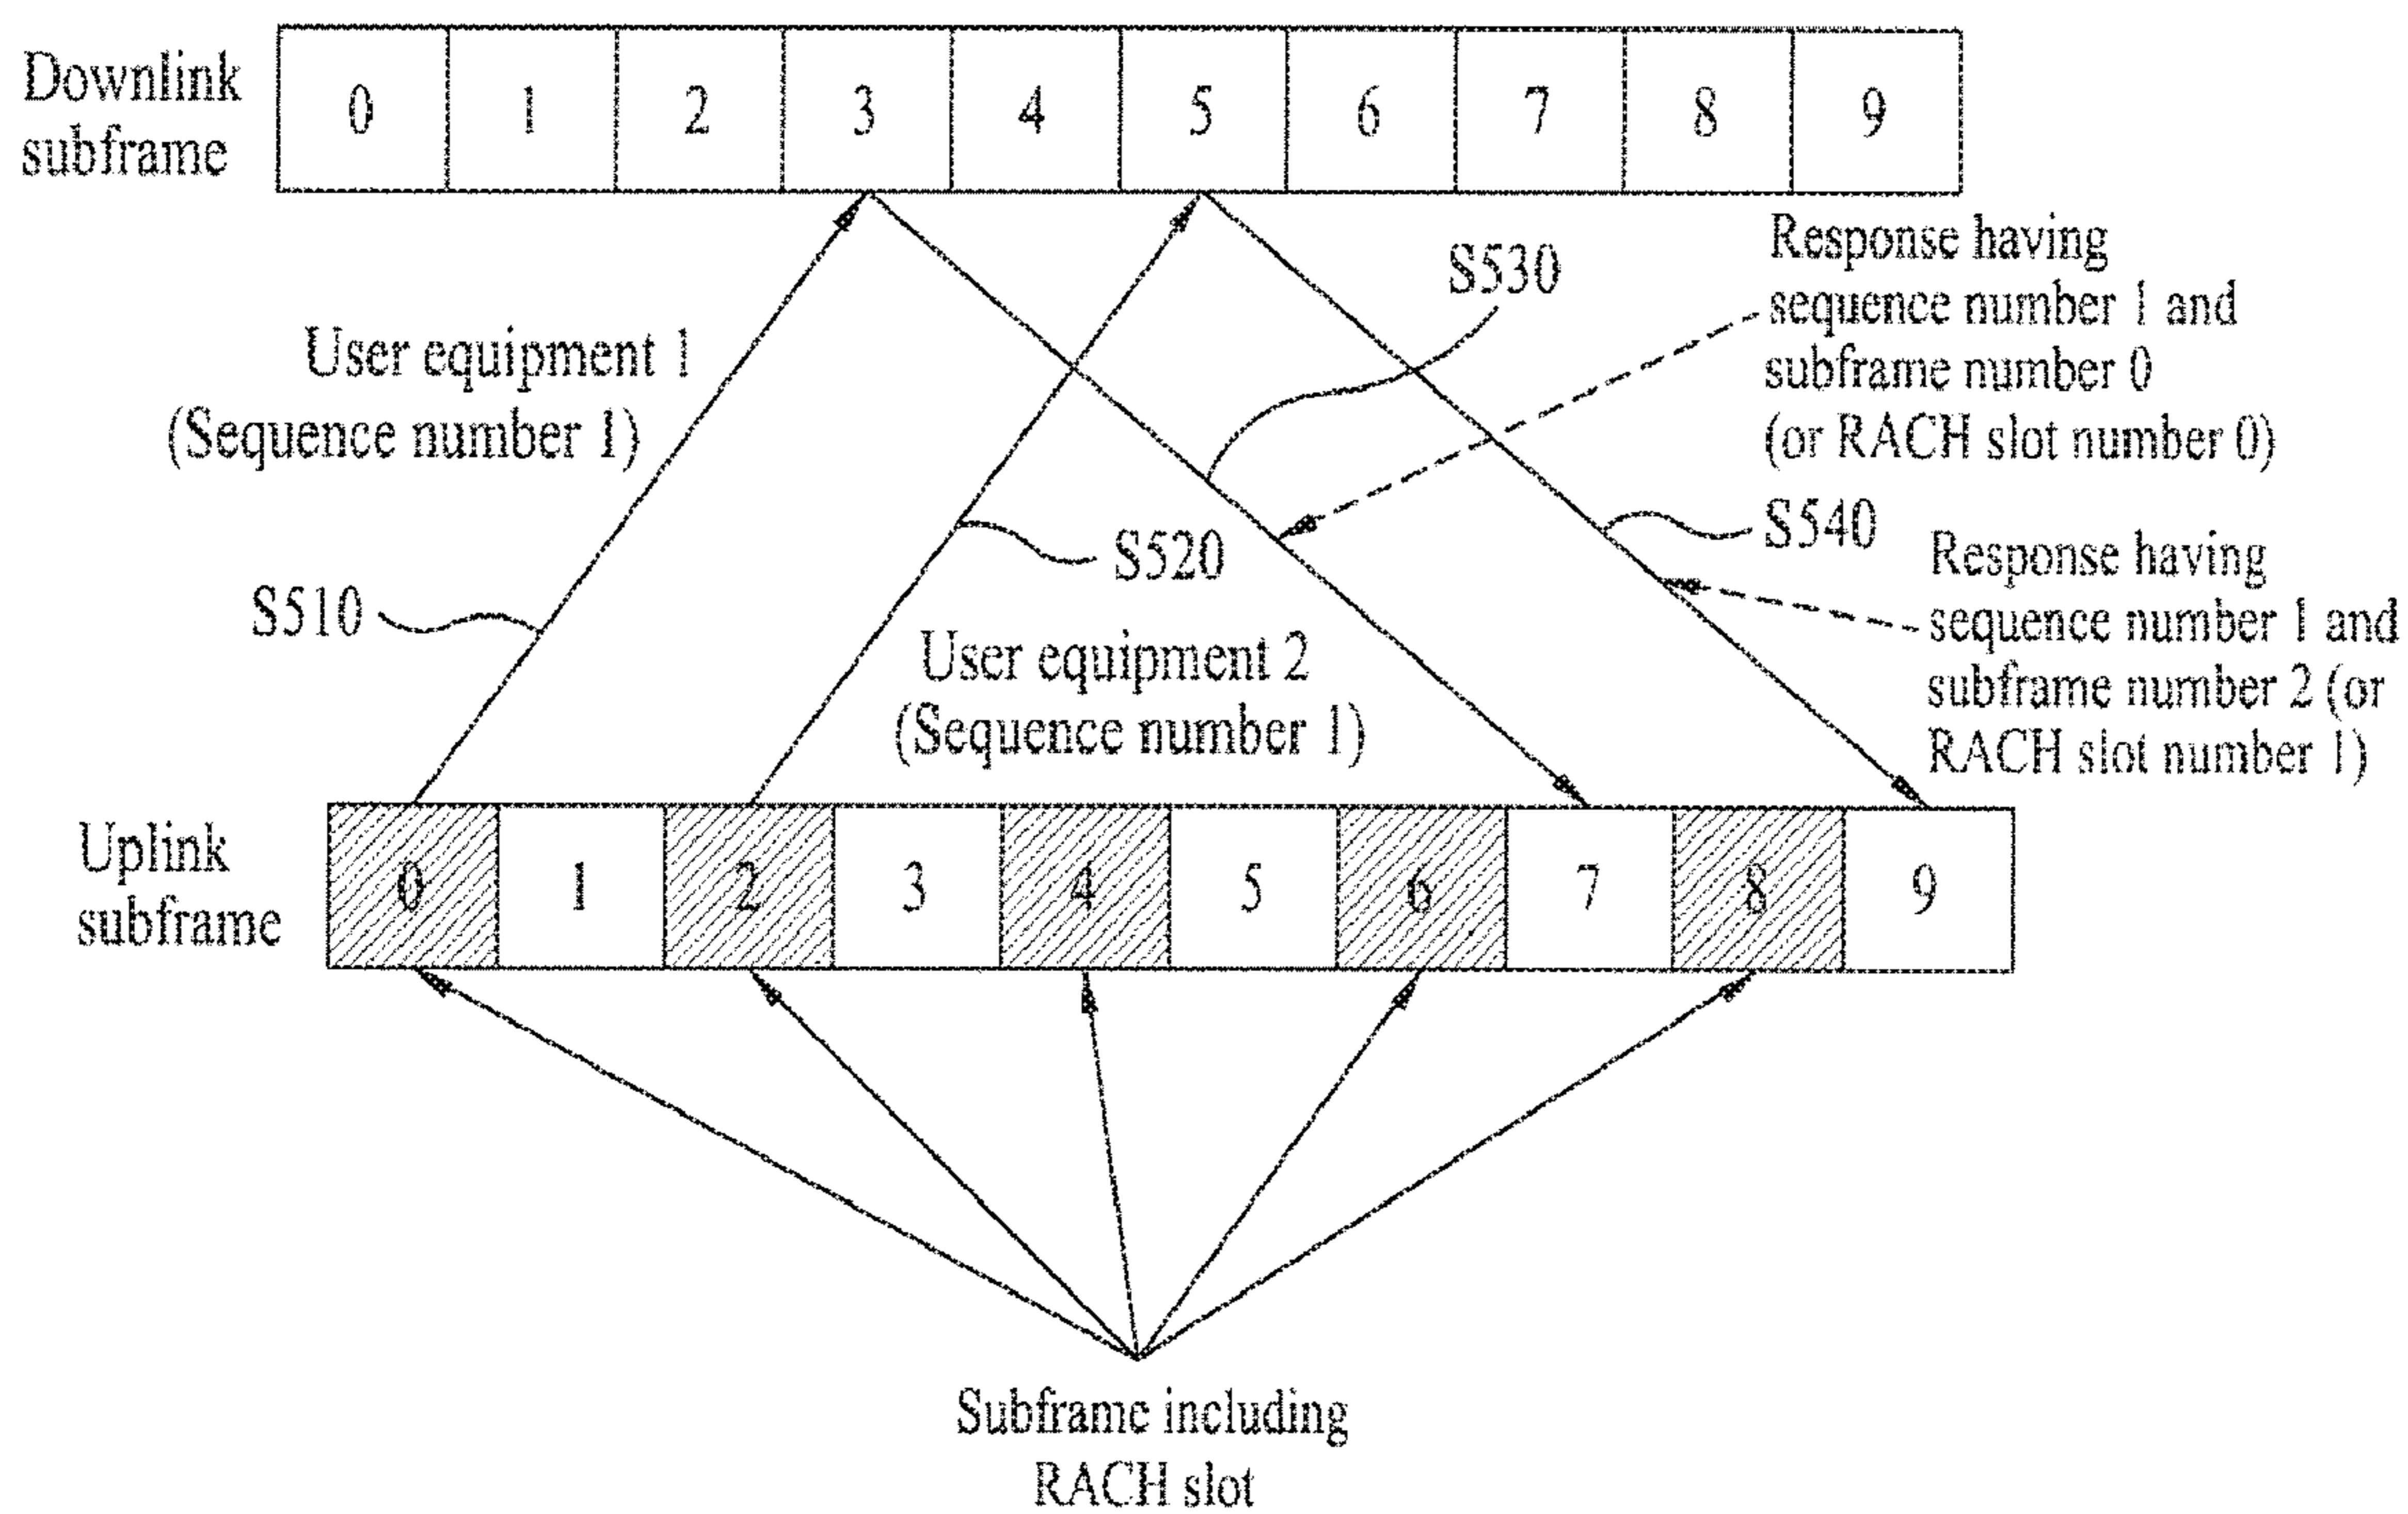 Downlink
subframe
0 1 2 3 4 5 6 7 8 9
User equipment 1
(Sequence number 1)
S510
S520
User equipment 2
(Sequence number 1)
S530
Response having
sequence number 1 and
subframe number 0
(or RACH slot number 0)
S540
Response having
sequence number 1 and
subframe number 2 (or
RACH slot number 1)
Uplink
subframe
0 1 2 3 4 5 6 7 8 9
Subframe including
RACH slot